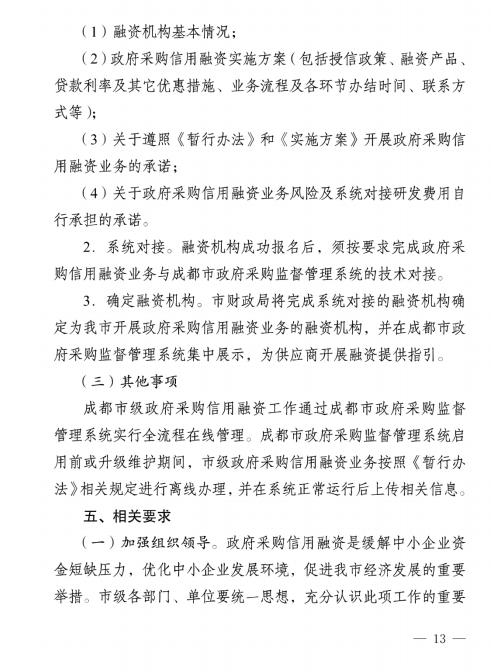 （1）融资机构基本情况；
（2）政府采购信用融资实施方案（包括授信政策、融资产品、
贷款利率及其它优惠措施、业务流程及各环节办结时间、联系方
式等）；
（3）关于遵照《暂行办法》和《实施方案》开展政府采购信
用融资业务的承诺；
（4）关于政府采购信用融资业务风险及系统对接研发费用自
行承担的承诺。
2．系统对接。融资机构成功报名后，须按要求完成政府采
购信用融资业务与成都市政府采购监督管理系统的技术对接。
3．确定融资机构。市财政局将完成系统对接的融资机构确
定为我市开展政府采购信用融资业务的融资机构，并在成都市政
府采购监督管理系统集中展示，为供应商开展融资提供指引。
（三）其他事项
成都市级政府采购信用融资工作通过成都市政府采购监督
管理系统实行全流程在线管理。成都市政府采购监督管理系统启
用前或升级维护期间，市级政府采购信用融资业务按照《暂行办
法》相关规定进行离线办理，并在系统正常运行后上传相关信息。
五、相关要求
（一）加强组织领导。政府采购信用融资是缓解中小企业资
金短缺压力，优化中小企业发展环境，促进我市经济发展的重要
举措。市级各部门、单位要统一思想，充分认识此项工作的重要
— 13 —